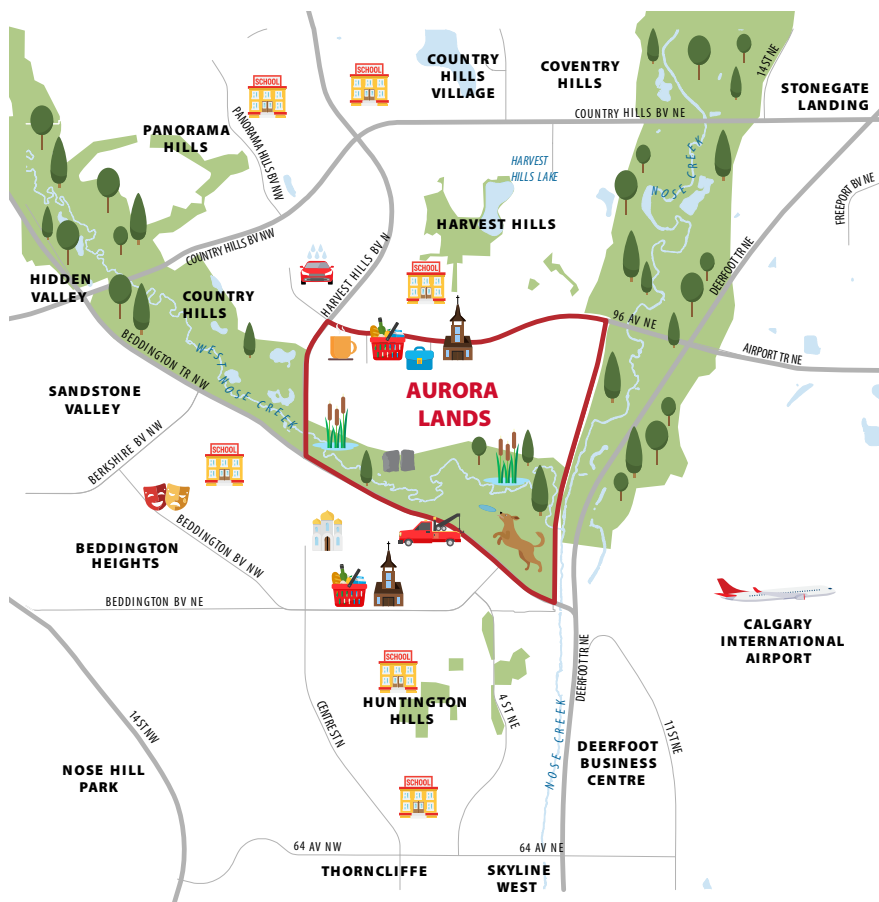 COUNTRY
HILLS
VILLAGE
COVENTRY
HILLS
14 ST NE
STONEGATE
LANDING
SCHOOL
SCHOOL
COUNTRY HILLS BV NE
PANORAMA
HILLS
PANORAMA HILLS BV NW
HARVEST
HILLS LAKE
NOSE CREEK
FREEPORT BV NE
HARVEST HILLS
COUNTRY HILLS BV NW
HARVEST HILLS BV N
DEERFOOT TR NE
HIDDEN
VALLEY
COUNTRY
HILLS
SCHOOL
96 AV NE
AIRPORT TR NE
BEDDINGTON TR NW
WEST NOSE CREEK
AURORA
LANDS
SANDSTONE
VALLEY
BERKSHIRE BV NW
SCHOOL
BEDDINGTON BV NW
BEDDINGTON
HEIGHTS
BEDDINGTON BV NE
CALGARY
INTERNATIONAL
AIRPORT
SCHOOL
DEERFOOT TR NE
HUNTINGTON
HILLS
4 ST NE
CENTRE ST N
14 ST NW
NOSE CREEK
11 ST NE
DEERFOOT
BUSINESS
CENTRE
NOSE HILL
PARK
SCHOOL
64 AV NW
64 AV NE
THORNCLIFFE
SKYLINE
WEST